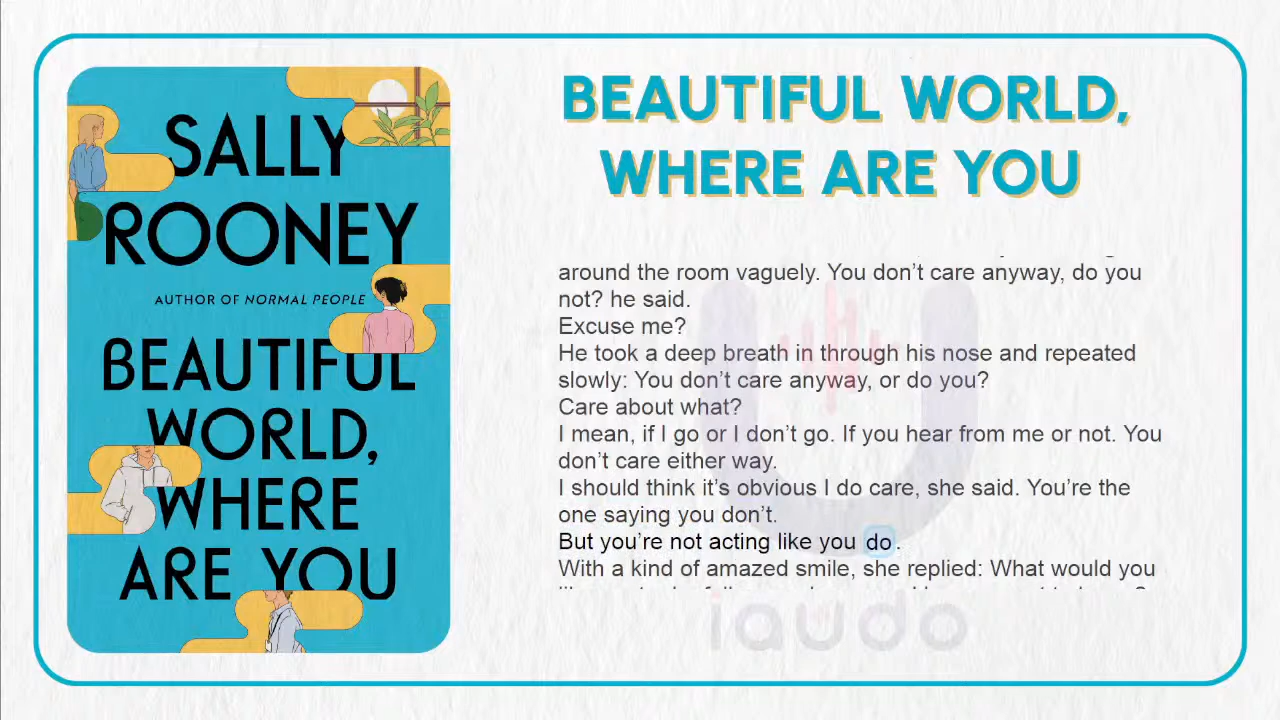 SALLY
ROONEY
AUTHOR OF NORMAL PEOPLE
BEAUTIFUL
WORLD,
WHERE
ARE YOU
BEAUTIFUL WORLD,
WHERE ARE YOU
around the room vaguely. You don’t care anyway, do you
not? he said.
Excuse me?
He took a deep breath in through his nose and repeated
slowly: You don’t care anyway, or do you?
Care about what?
I mean, if I go or I don’t go. If you hear from me or not. You
don’t care either way.
I should think it’s obvious I do care, she said. You’re the
one saying you don’t.
But you’re not acting like you do.
With a kind of amazed smile, she replied: What would you
iaudo